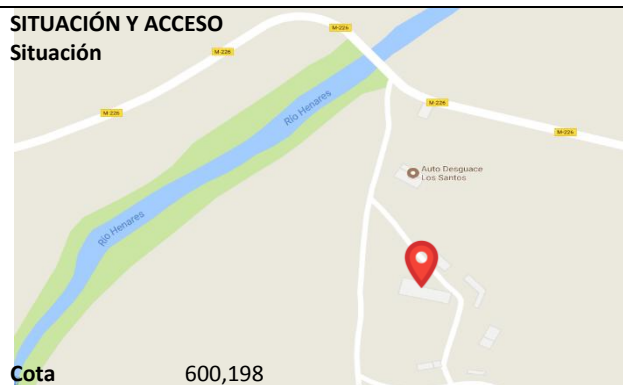 SITUACIÓN Y ACCESO
Situación
M-226
M-226
M-226
M-226
M-226
Río Henares
Auto Desguace
Los Santos
Río Henares
Cota 600,198